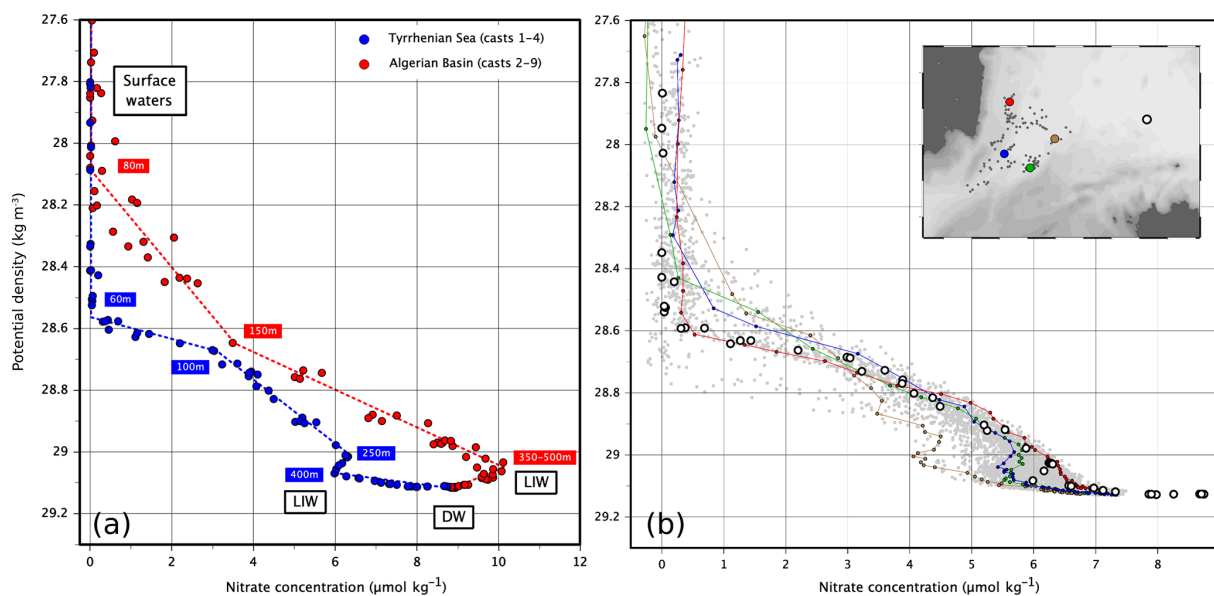 27.6
27.8
28
28.2
28.4
28.6
28.8
29
29.2
Potential density (kg m⁻³)
Tyrrhenian Sea (casts 1–4)
Algerian Basin (casts 2–9)
Surface
waters
80m
60m
150m
100m
250m
350–500m
400m
LIW
LIW
DW
(a)
0 2 4 6 8 10 12
Nitrate concentration (μmol kg⁻¹)
27.6
27.8
28
28.2
28.4
28.6
28.8
29
29.2
(b)
0 1 2 3 4 5 6 7 8
Nitrate concentration (μmol kg⁻¹)